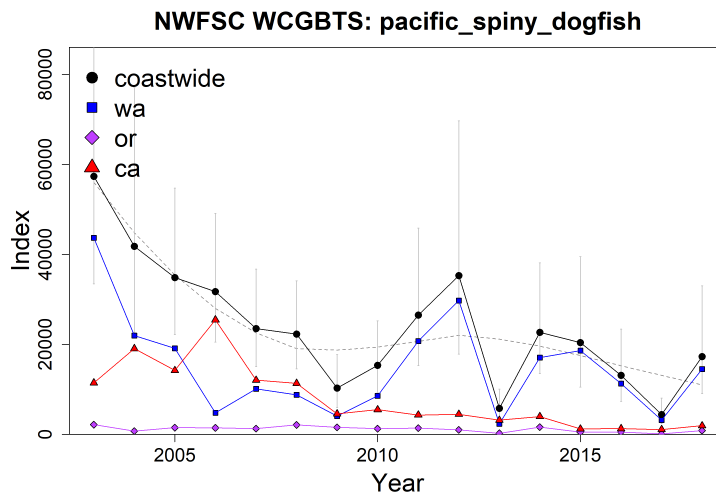 NWFSC WCGBTS: pacific_spiny_dogfish
coastwide
wa
or
ca
Index
80000
60000
40000
20000
0
2005 2010 2015
Year